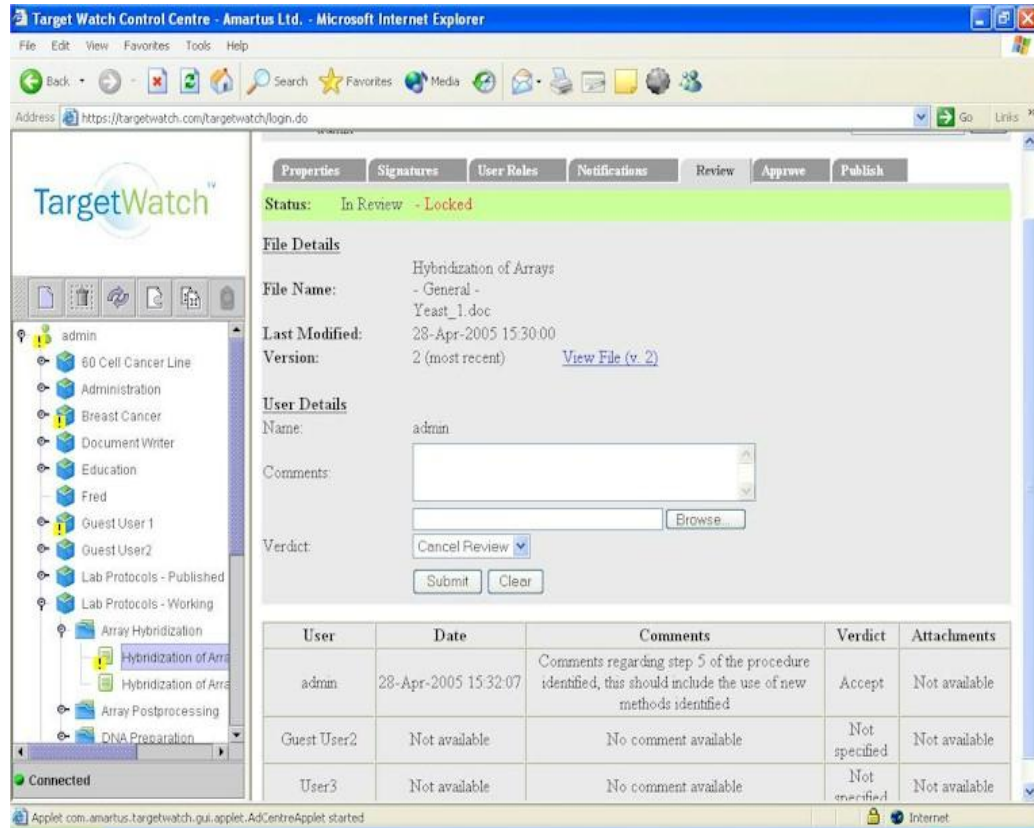 Target Watch Control Centre - Amartus Ltd. - Microsoft Internet Explorer
File Edit View Favorites Tools Help
Back Search Favorites Media
Address https://targetwatch.com/targetwatch/login.do Go Links
TargetWatch
Properties Signatures User Roles Notifications Review Approve Publish
Status: In Review - Locked
File Details
File Name: Hybridization of Arrays
- General -
Yeast_1.doc
Last Modified: 28-Apr-2005 15:30:00
Version: 2 (most recent) View File (v. 2)
User Details
Name: admin
Comments:
Browse...
Verdict: Cancel Review
Submit Clear
User Date Comments Verdict Attachments
admin 28-Apr-2005 15:32:07 Comments regarding step 5 of the procedure
identified, this should include the use of new
methods identified Accept Not available
Guest User2 Not available No comment available Not
specified Not available
User3 Not available No comment available Not
specified Not available
admin
60 Cell Cancer Line
Administration
Breast Cancer
Document Writer
Education
Fred
Guest User 1
Guest User2
Lab Protocols - Published
Lab Protocols - Working
Array Hybridization
Hybridization of Arra
Hybridization of Arra
Array Postprocessing
DNA Preparation
Connected
Applet com.amartus.targetwatch.gui.applet.AdCentreApplet started Internet